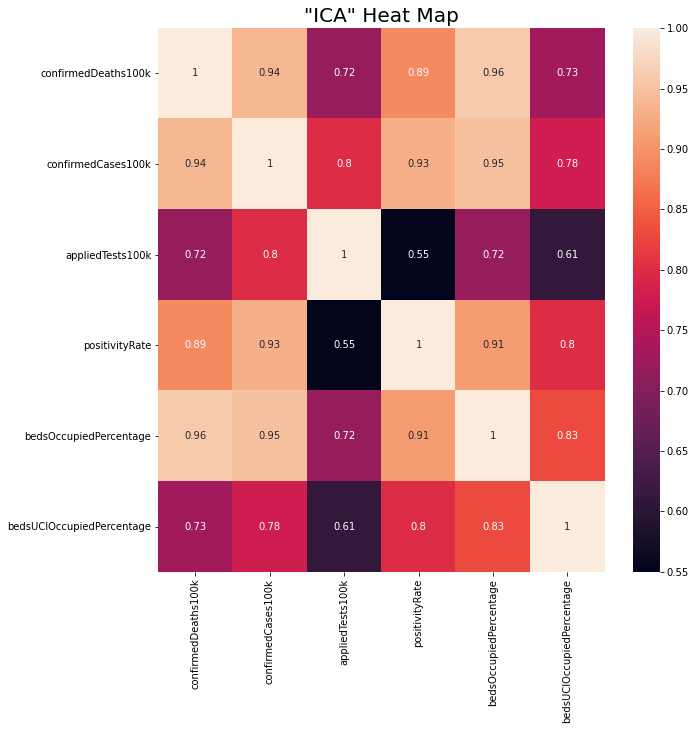 "ICA" Heat Map
confirmedDeaths100k 1 0.94 0.72 0.89 0.96 0.73
confirmedCases100k 0.94 1 0.8 0.93 0.95 0.78
appliedTests100k 0.72 0.8 1 0.55 0.72 0.61
positivityRate 0.89 0.93 0.55 1 0.91 0.8
bedsOccupiedPercentage 0.96 0.95 0.72 0.91 1 0.83
bedsUCIOccupiedPercentage 0.73 0.78 0.61 0.8 0.83 1
confirmedDeaths100k
confirmedCases100k
appliedTests100k
positivityRate
bedsOccupiedPercentage
bedsUCIOccupiedPercentage
1.00
0.95
0.90
0.85
0.80
0.75
0.70
0.65
0.60
0.55